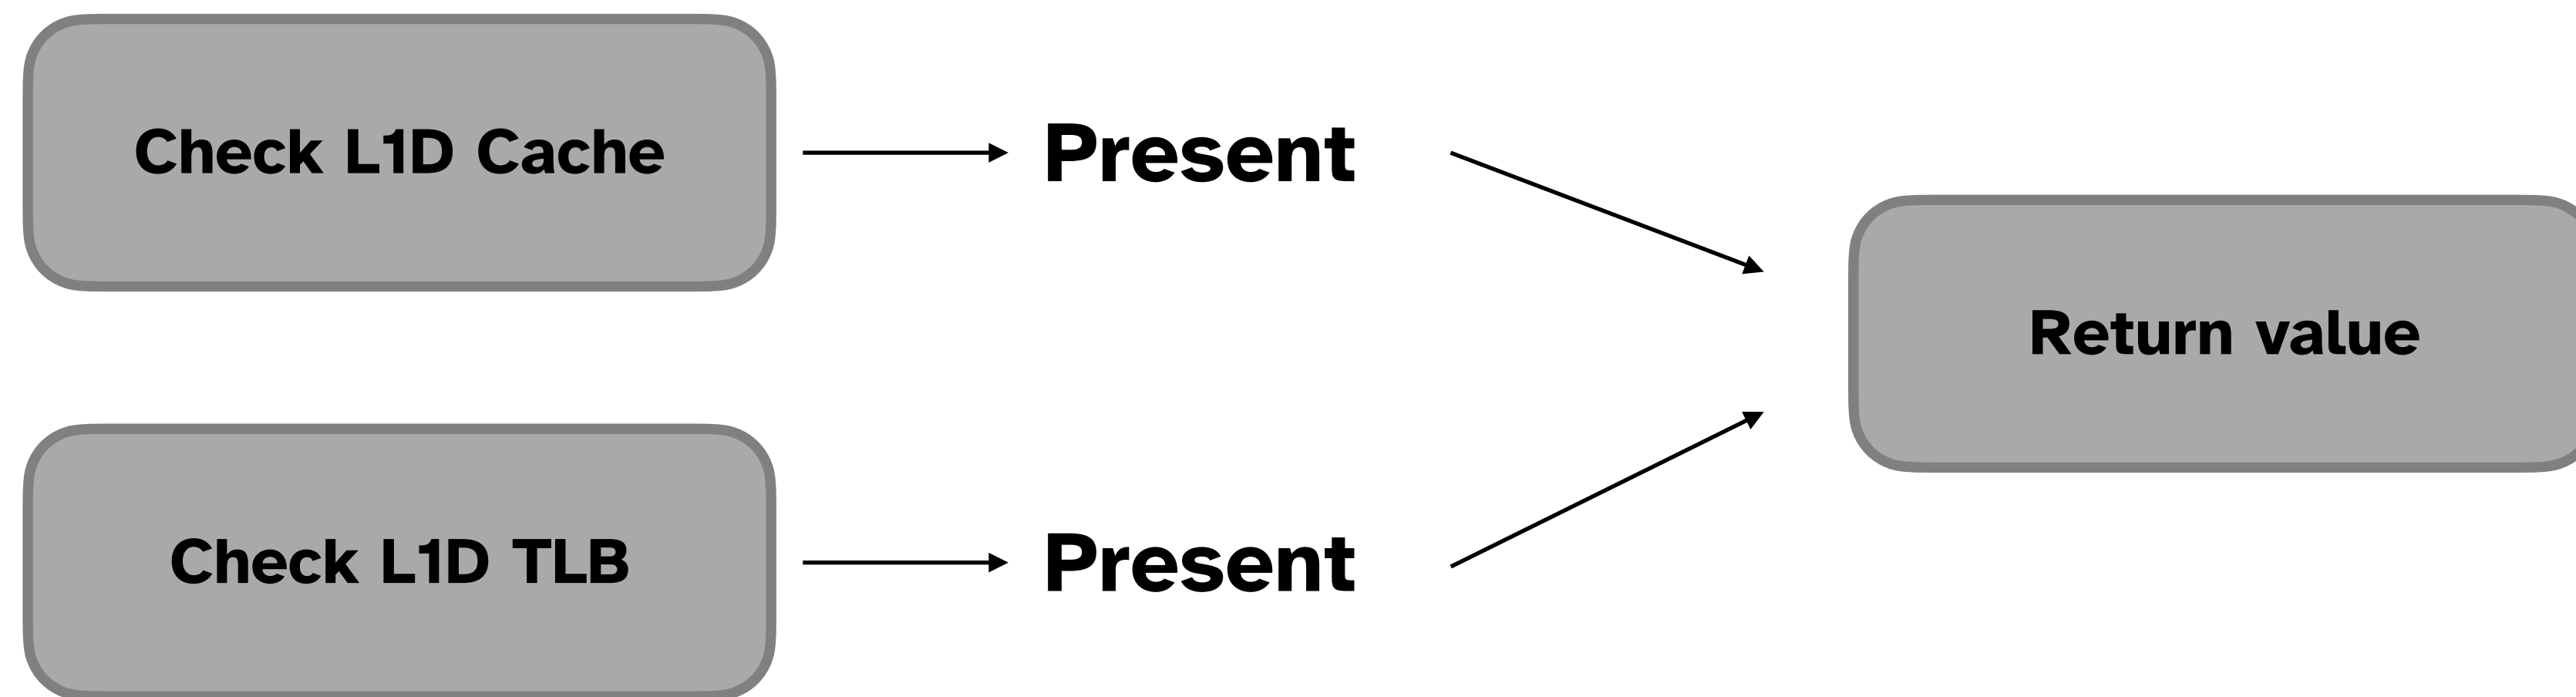 Check L1D Cache
Present
Return value
Check L1D TLB
Present